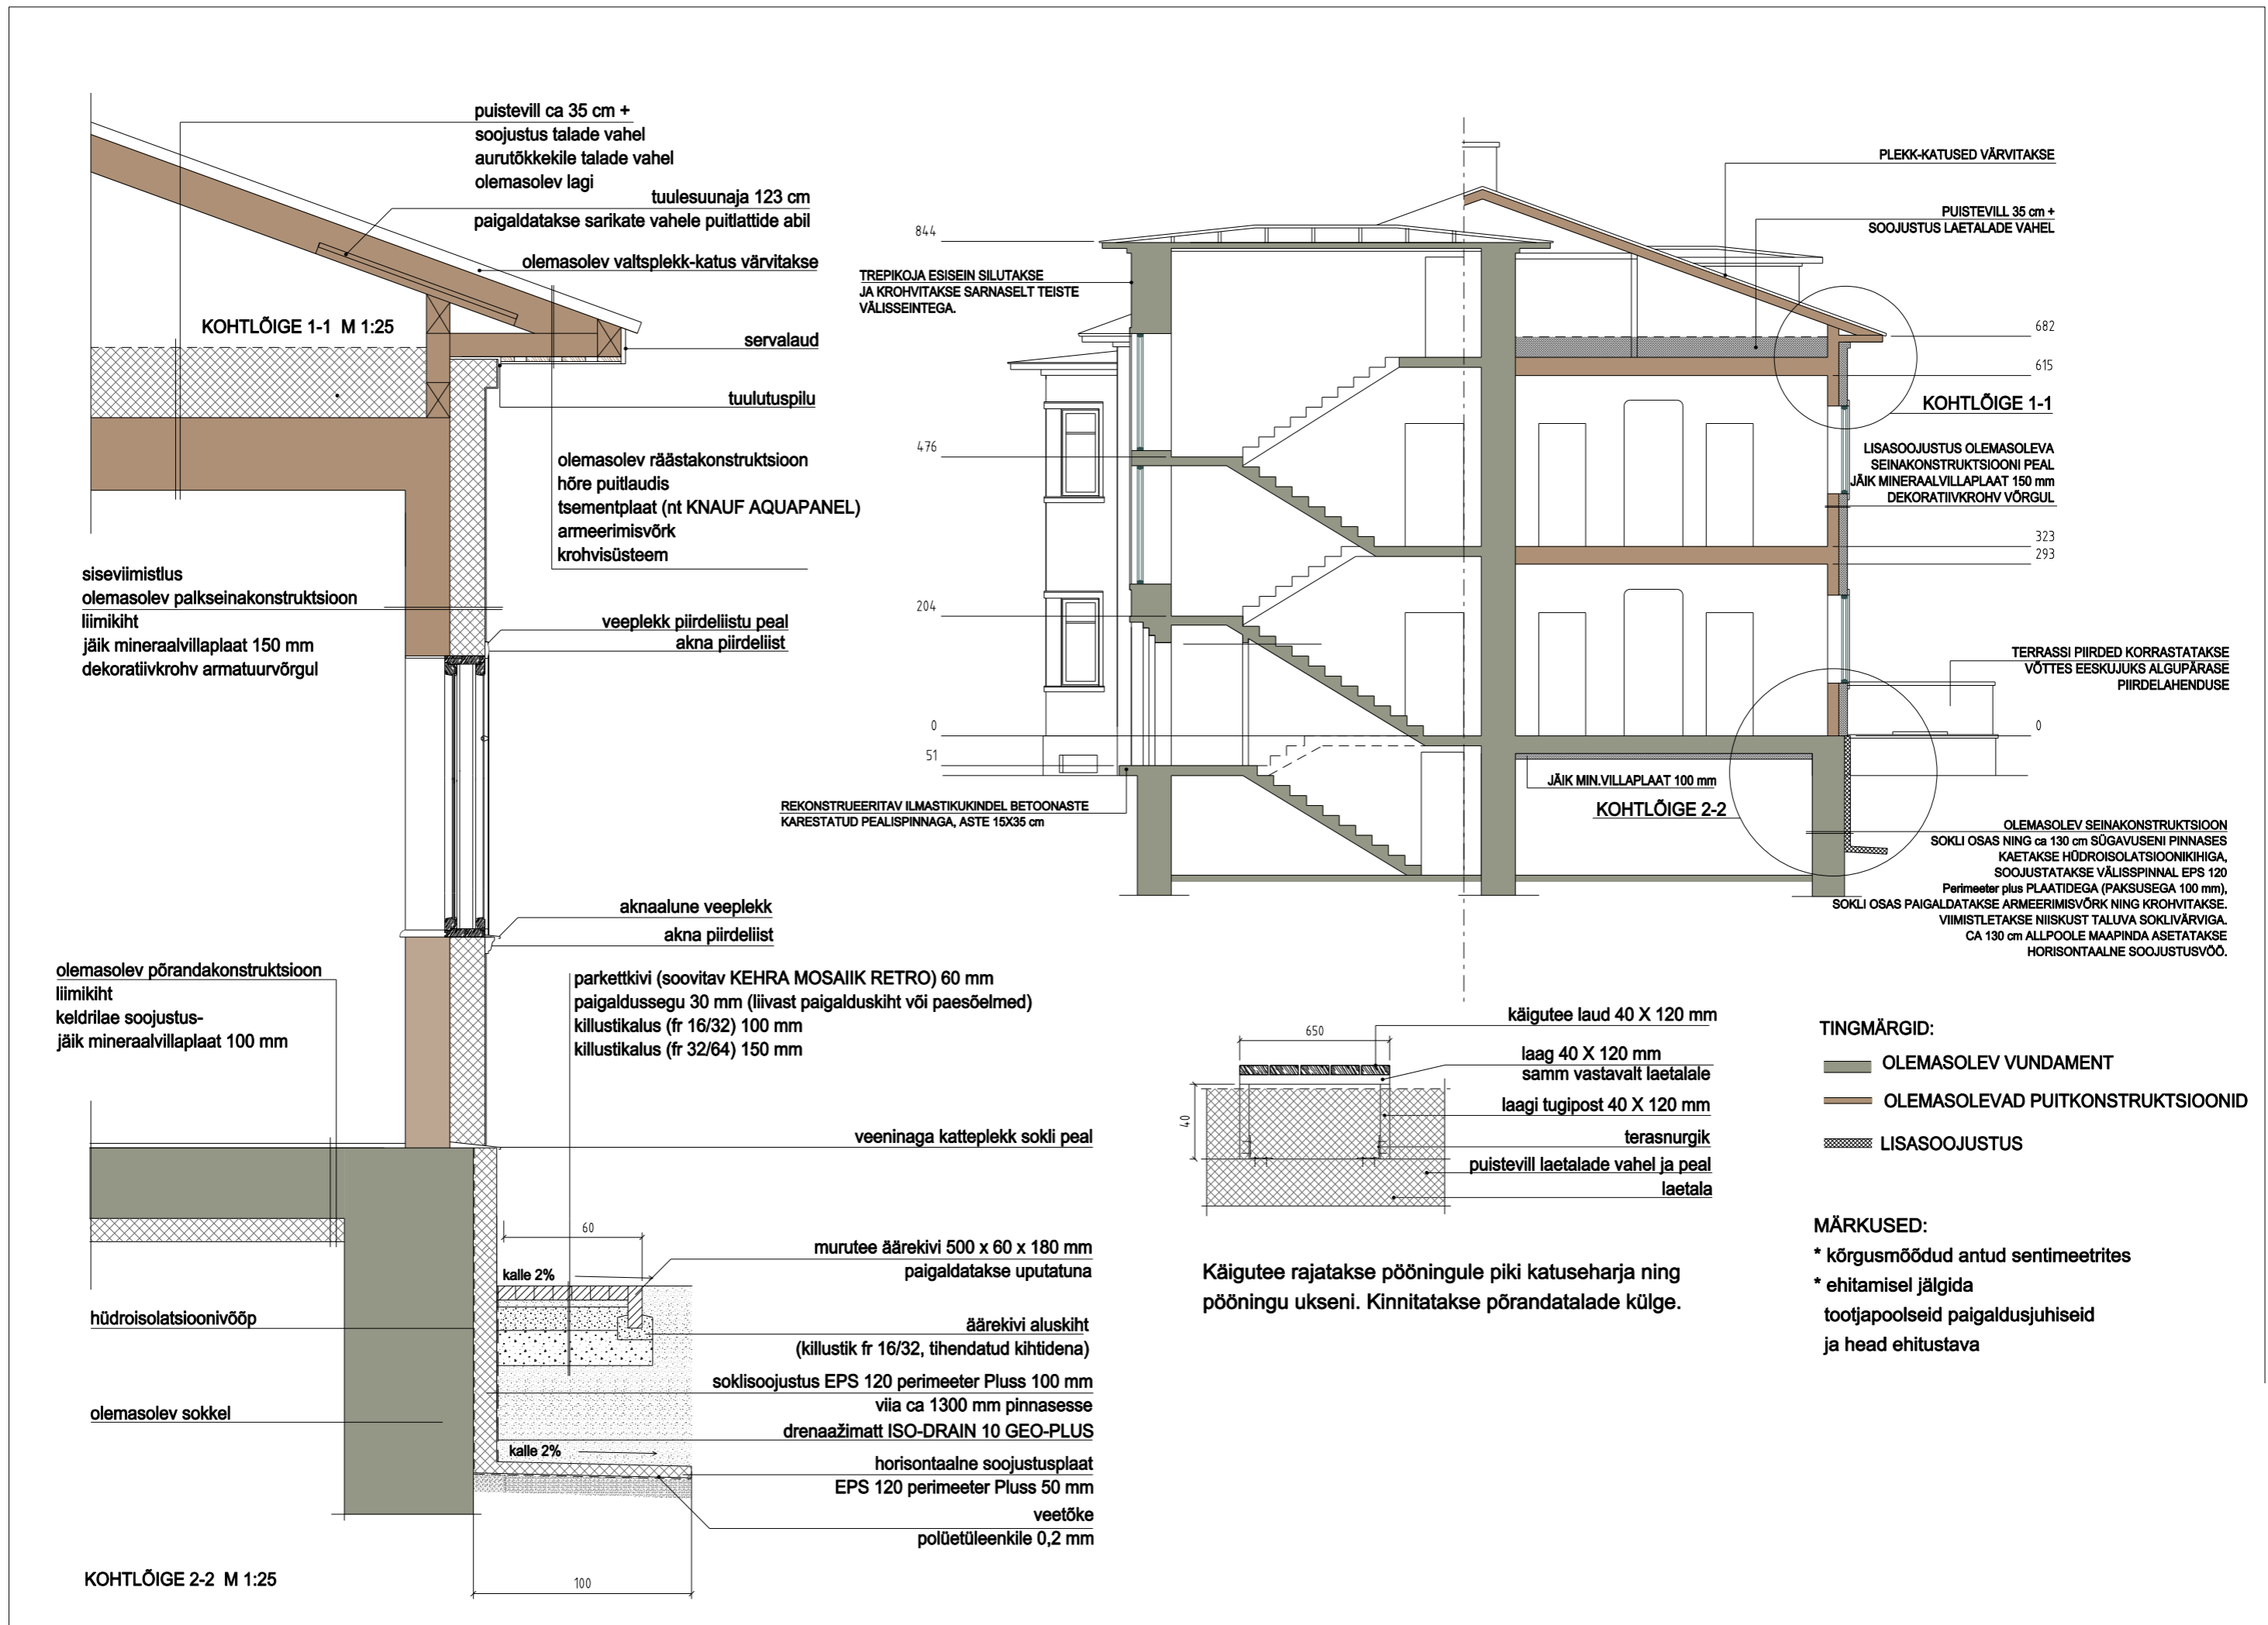 puistevill ca 35 cm +
soojustus talade vahel
aurutõkkekile talade vahel
olemasolev lagi
tuulesuunaja 123 cm
paigaldatakse sarikate vahele puitlattide abil
olemasolev valtsplekk-katus värvitakse
KOHTLÕIGE 1-1 M 1:25
servalaud
tuulutuspilu
olemasolev räästakonstruktsioon
hõre puitlaudis
tsementplaat (nt KNAUF AQUAPANEL)
armeerimisvõrk
krohvisüsteem
siseviimistlus
olemasolev palkseinakonstruktsioon
liimikiht
jäik mineraalvillaplaat 150 mm
dekoratiivkrohv armatuurvõrgul
veeplekk piirdeliistu peal
akna piirdeliist
aknaalune veeplekk
akna piirdeliist
olemasolev põrandakonstruktsioon
liimikiht
keldrilae soojustus-
jäik mineraalvillaplaat 100 mm
parkettkivi (soovitav KEHRA MOSAIIK RETRO) 60 mm
paigaldussegu 30 mm (liivast paigalduskiht või paesõelmed)
killustikalus (fr 16/32) 100 mm
killustikalus (fr 32/64) 150 mm
veeninaga katteplekk sokli peal
60
kalle 2%
murutee äärekivi 500 x 60 x 180 mm
paigaldatakse uputatuna
hüdroisolatsioonivööp
äärekivi aluskiht
(killustik fr 16/32, tihendatud kihtidena)
soklisoojustus EPS 120 perimeeter Pluss 100 mm
viia ca 1300 mm pinnasesse
olemasolev sokkel
drenaažimatt ISO-DRAIN 10 GEO-PLUS
kalle 2%
horisontaalne soojustusplaat
EPS 120 perimeeter Pluss 50 mm
veetõke
polüetüleenkile 0,2 mm
KOHTLÕIGE 2-2 M 1:25
100
844
TREPIKOJA ESISEIN SILUTAKSE
JA KROHVITAKSE SARNASELT TEISTE
VÄLISSEINTEGA.
476
204
0
51
REKONSTRUEERITAV ILMASTIKUKINDEL BETOONASTE
KARESTATUD PEALISPINNAGA, ASTE 15X35 cm
PLEKK-KATUSED VÄRVITAKSE
PUISTEVILL 35 cm +
SOOJUSTUS LAETALADE VAHEL
682
615
KOHTLÕIGE 1-1
LISASOOJUSTUS OLEMASOLEVA
SEINAKONSTRUKTSIOONI PEAL
JÄIK MINERAALVILLAPLAAT 150 mm
DEKORATIIVKROHV VÕRGUL
323
293
TERRASSI PIIRDED KORRASTATAKSE
VÕTTES EESKUJUKS ALGUPÄRASE
PIIRDELAHENDUSE
0
JÄIK MIN.VILLAPLAAT 100 mm
KOHTLÕIGE 2-2
OLEMASOLEV SEINAKONSTRUKTSIOON
SOKLI OSAS NING ca 130 cm SÜGAVUSENI PINNASES
KAETAKSE HÜDROISOLATSIOONIKIHIGA,
SOOJUSTATAKSE VÄLISSPINNAL EPS 120
Perimeeter plus PLAATIDEGA (PAKSUSEGA 100 mm),
SOKLI OSAS PAIGALDATAKSE ARMEERIMISVÕRK NING KROHVITAKSE.
VIIMISTLETAKSE NIISKUST TALUVA SOKLIVÄRVIGA.
CA 130 cm ALLPOOLE MAAPINDA ASETATAKSE
HORISONTAALNE SOOJUSTUSVÖÖ.
650
40
käigutee laud 40 X 120 mm
laag 40 X 120 mm
samm vastavalt laetalale
laagi tugipost 40 X 120 mm
terasnurgik
puistevill laetalade vahel ja peal
laetala
Käigutee rajatakse pööningule piki katuseharja ning
pööningu ukseni. Kinnitatakse põrandatalade külge.
TINGMÄRGID:
OLEMASOLEV VUNDAMENT
OLEMASOLEVAD PUITKONSTRUKTSIOONID
LISASOOJUSTUS
MÄRKUSED:
* kõrgusmõõdud antud sentimeetrites
* ehitamisel jälgida
tootjapoolseid paigaldusjuhiseid
ja head ehitustava